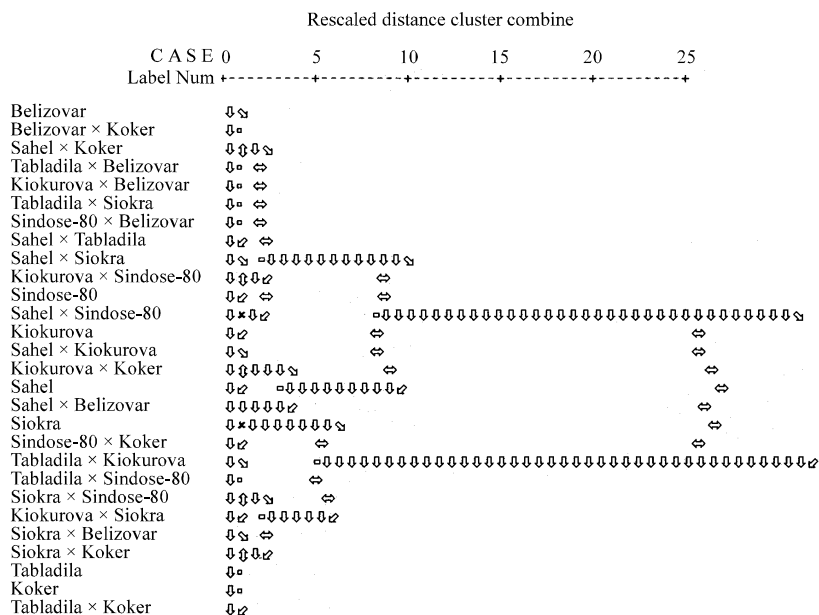 Rescaled distance cluster combine
C A S E 0 5 10 15 20 25
Label Num
Belizovar
Belizovar × Koker
Sahel × Koker
Tabladila × Belizovar
Kiokurova × Belizovar
Tabladila × Siokra
Sindose-80 × Belizovar
Sahel × Tabladila
Sahel × Siokra
Kiokurova × Sindose-80
Sindose-80
Sahel × Sindose-80
Kiokurova
Sahel × Kiokurova
Kiokurova × Koker
Sahel
Sahel × Belizovar
Siokra
Sindose-80 × Koker
Tabladila × Kiokurova
Tabladila × Sindose-80
Siokra × Sindose-80
Kiokurova × Siokra
Siokra × Belizovar
Siokra × Koker
Tabladila
Koker
Tabladila × Koker